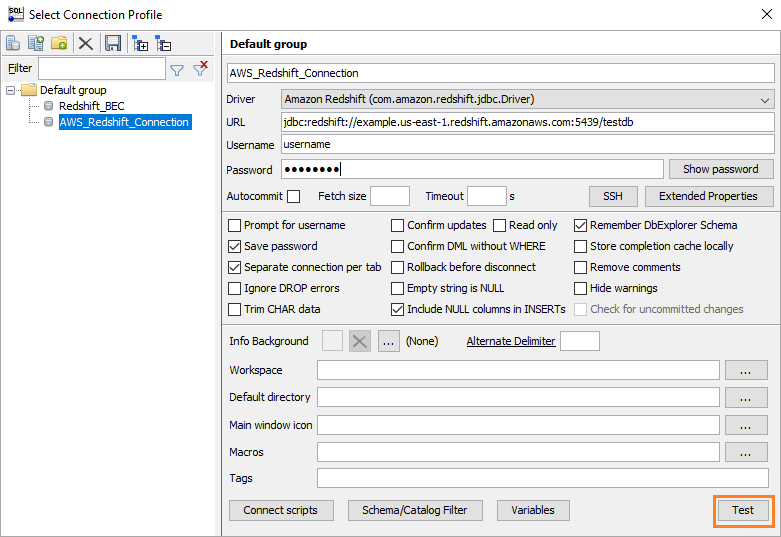 SQL
Select Connection Profile
Filter
Default group
Redshift_BEC
AWS_Redshift_Connection
Default group
AWS_Redshift_Connection
Driver Amazon Redshift (com.amazon.redshift.jdbc.Driver)
URL jdbc:redshift://example.us-east-1.redshift.amazonaws.com:5439/testdb
Username username
Password ●●●●●●●● Show password
Autocommit Fetch size Timeout s SSH Extended Properties
Prompt for username Confirm updates Read only Remember DbExplorer Schema
Save password Confirm DML without WHERE Store completion cache locally
Separate connection per tab Rollback before disconnect Remove comments
Ignore DROP errors Empty string is NULL Hide warnings
Trim CHAR data Include NULL columns in INSERTs Check for uncommitted changes
Info Background ... (None) Alternate Delimiter
Workspace ...
Default directory ...
Main window icon ...
Macros ...
Tags
Connect scripts Schema/Catalog Filter Variables Test